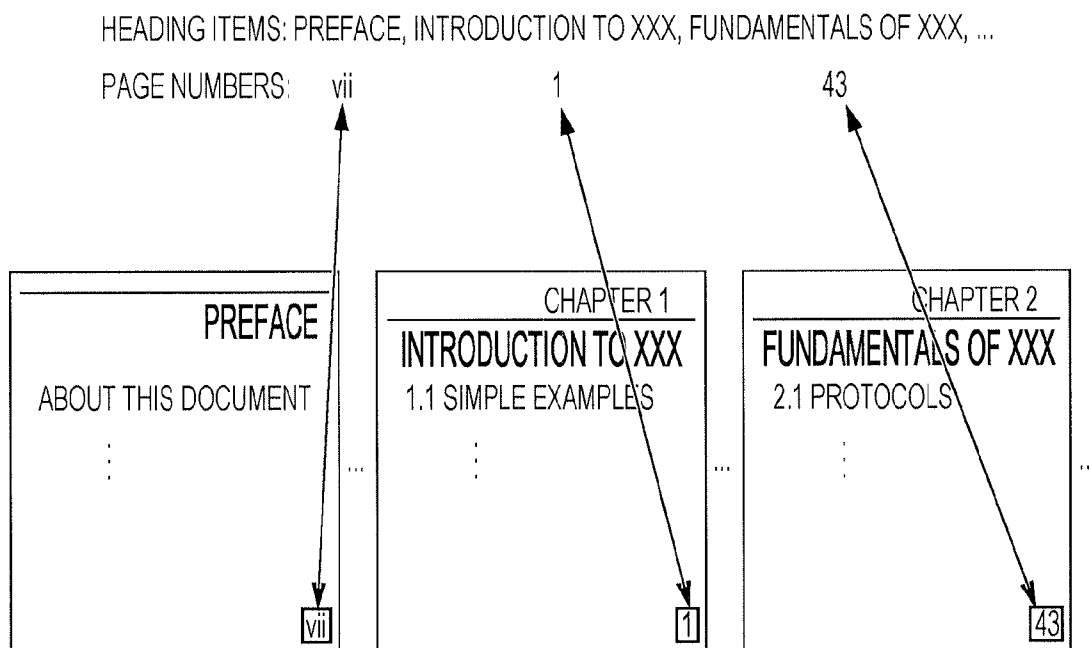 HEADING ITEMS: PREFACE, INTRODUCTION TO XXX, FUNDAMENTALS OF XXX, ...
PAGE NUMBERS: vii 1 43
PREFACE
ABOUT THIS DOCUMENT
⋮
vii
...
CHAPTER 1
INTRODUCTION TO XXX
1.1 SIMPLE EXAMPLES
⋮
1
...
CHAPTER 2
FUNDAMENTALS OF XXX
2.1 PROTOCOLS
⋮
43
...